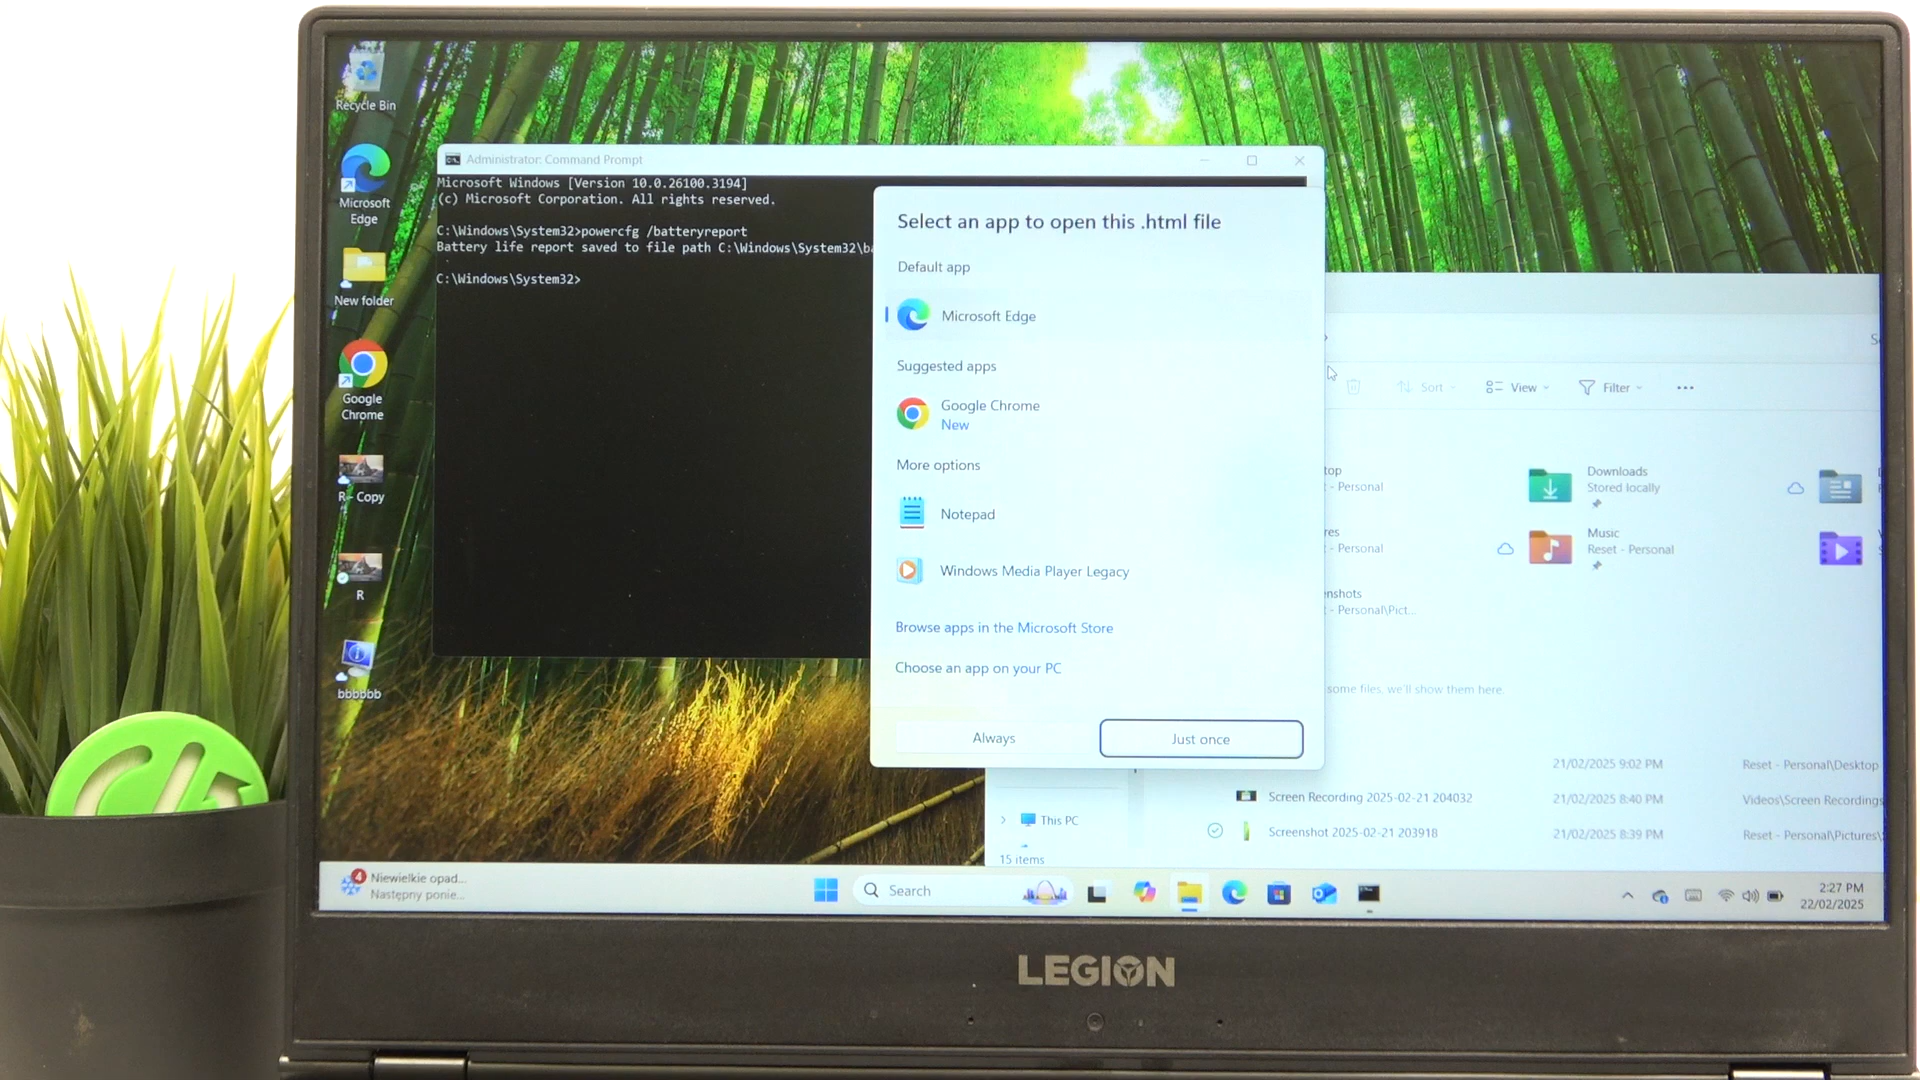 Recycle Bin
Microsoft
Edge
New folder
Google
Chrome
R - Copy
R
bbbbbb
Administrator: Command Prompt
Microsoft Windows [Version 10.0.26100.3194]
(c) Microsoft Corporation. All rights reserved.
C:\Windows\System32>powercfg /batteryreport
Battery life report saved to file path C:\Windows\System32\ba
.
C:\Windows\System32>
Select an app to open this .html file
Default app
Microsoft Edge
Suggested apps
Google Chrome
New
More options
Notepad
Windows Media Player Legacy
Browse apps in the Microsoft Store
Choose an app on your PC
Always
Just once
Sort
View
Filter
top
- Personal
Downloads
Stored locally
res
- Personal
Music
Reset - Personal
nshots
- Personal\Pict...
some files, we'll show them here.
21/02/2025 9:02 PM
Reset - Personal\Desktop
Screen Recording 2025-02-21 204032
21/02/2025 8:40 PM
Videos\Screen Recordings
Screenshot 2025-02-21 203918
21/02/2025 8:39 PM
Reset - Personal\Pictures\
This PC
15 items
4
Niewielkie opad...
Następny ponie...
Search
2:27 PM
22/02/2025
LEGION